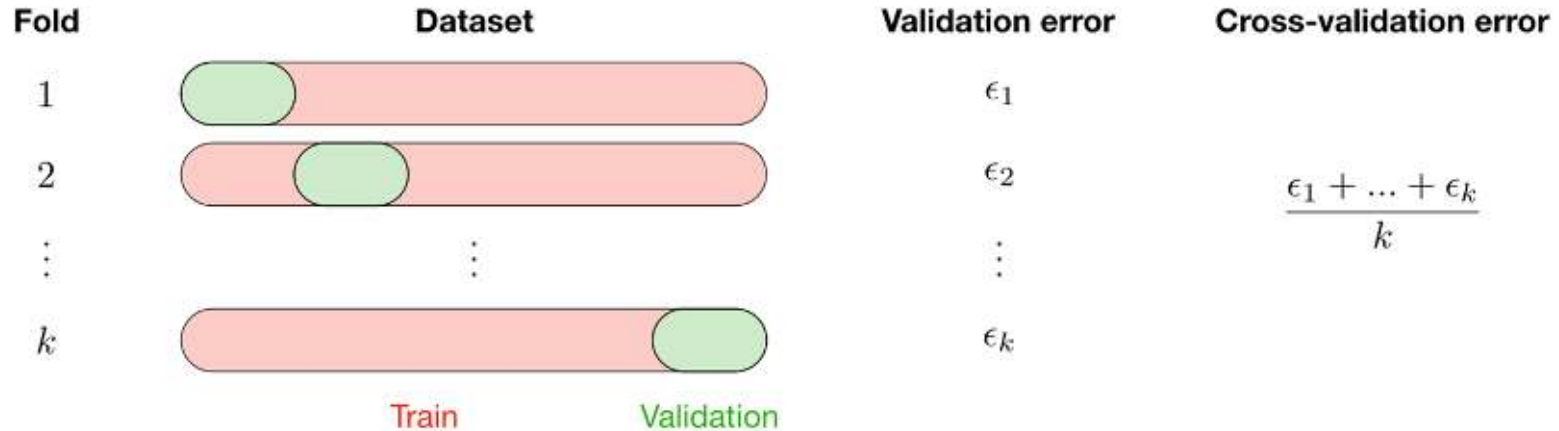 Fold Dataset Validation error Cross-validation error
1 ϵ₁
2 ϵ₂
ϵ₁ + ... + ϵₖ
k
⋮ ⋮ ⋮
k ϵₖ
Train Validation